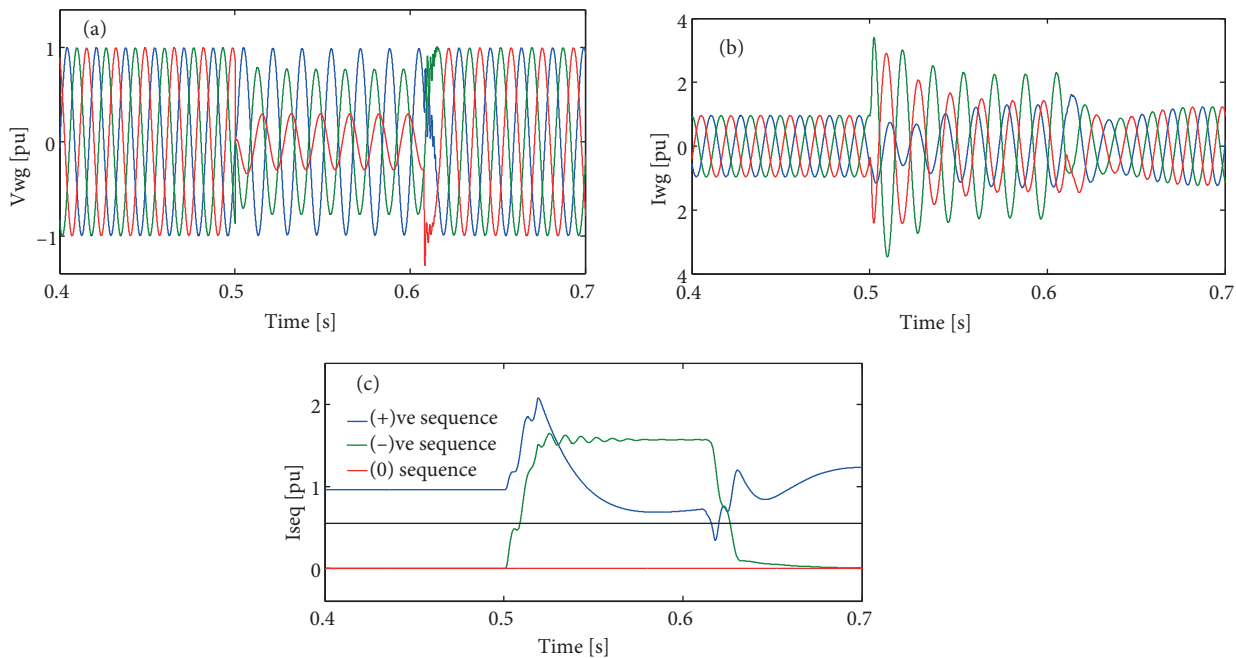 (a)
Vwg [pu]
1
0
−1
0.4
0.5
0.6
0.7
Time [s]
(b)
Iwg [pu]
4
2
0
2
4
0.4
0.5
0.6
0.7
Time [s]
(c)
Iseq [pu]
2
1
0
(+)ve sequence
(−)ve sequence
(0) sequence
0.4
0.5
0.6
0.7
Time [s]